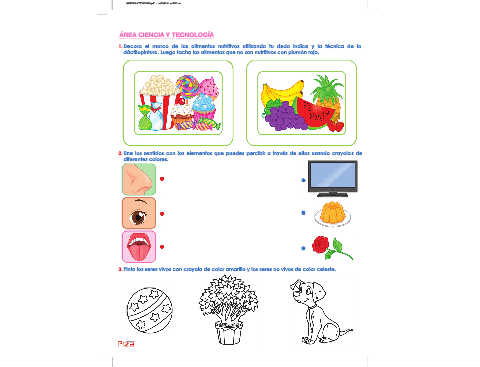 ÁREA CIENCIA Y TECNOLOGÍA
1. Decora el marco de los alimentos nutritivos utilizando tu dedo índice y la técnica de la
dáctilopintura. Luego tacha los alimentos que no son nutritivos con plumón rojo.
2. Une los sentidos con los elementos que puedes percibir a través de ellos usando crayolas de
diferentes colores.
3. Pinta los seres vivos con crayola de color amarillo y los seres no vivos de color celeste.